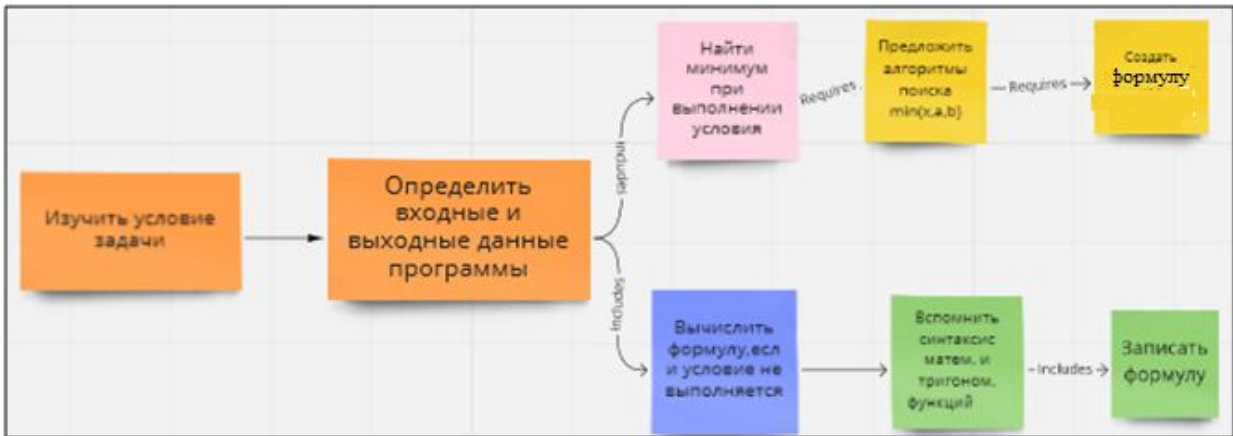 Изучить условие
задачи
Определить
входные и
выходные данные
программы
includes
includes
Найти
минимум
при
выполнении
условия
Requires
Предложить
алгоритмы
поиска
min(x,a,b)
Requires
Создать
формулу
Вычислить
формулу,есл
и условие не
выполняется
Вспомнить
синтаксис
матем. и
тригоном.
функций
Includes
Записать
формулу